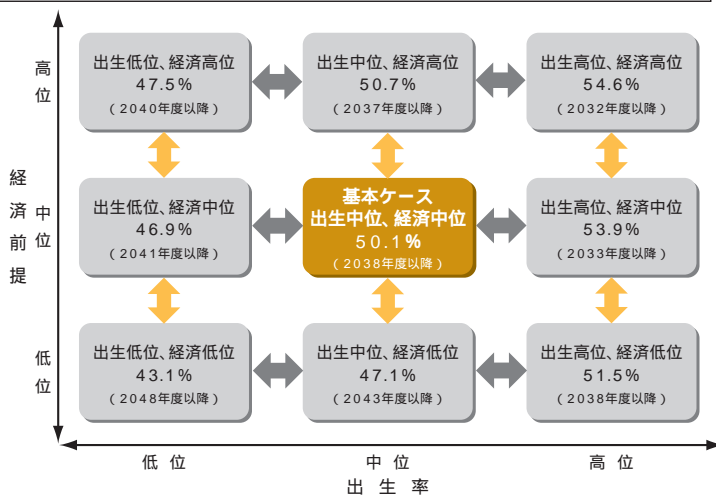 高位
出生低位、経済高位
47.5%
（2040年度以降）
出生中位、経済高位
50.7%
（2037年度以降）
出生高位、経済高位
54.6%
（2032年度以降）
経済前提
中位
出生低位、経済中位
46.9%
（2041年度以降）
基本ケース
出生中位、経済中位
50.1%
（2038年度以降）
出生高位、経済中位
53.9%
（2033年度以降）
低位
出生低位、経済低位
43.1%
（2048年度以降）
出生中位、経済低位
47.1%
（2043年度以降）
出生高位、経済低位
51.5%
（2038年度以降）
低位 中位 高位
出生率